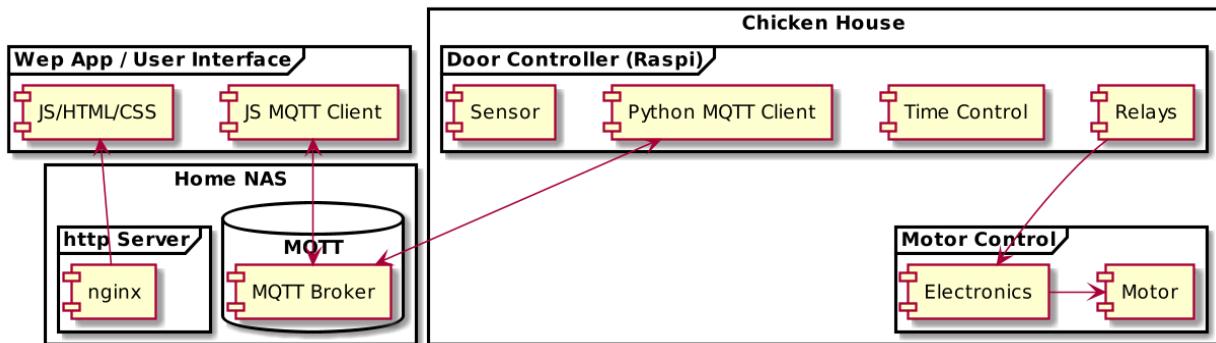 Chicken House
Wep App / User Interface
Door Controller (Raspi)
JS/HTML/CSS
JS MQTT Client
Sensor
Python MQTT Client
Time Control
Relays
Home NAS
http Server
MQTT
Motor Control
nginx
MQTT Broker
Electronics
Motor